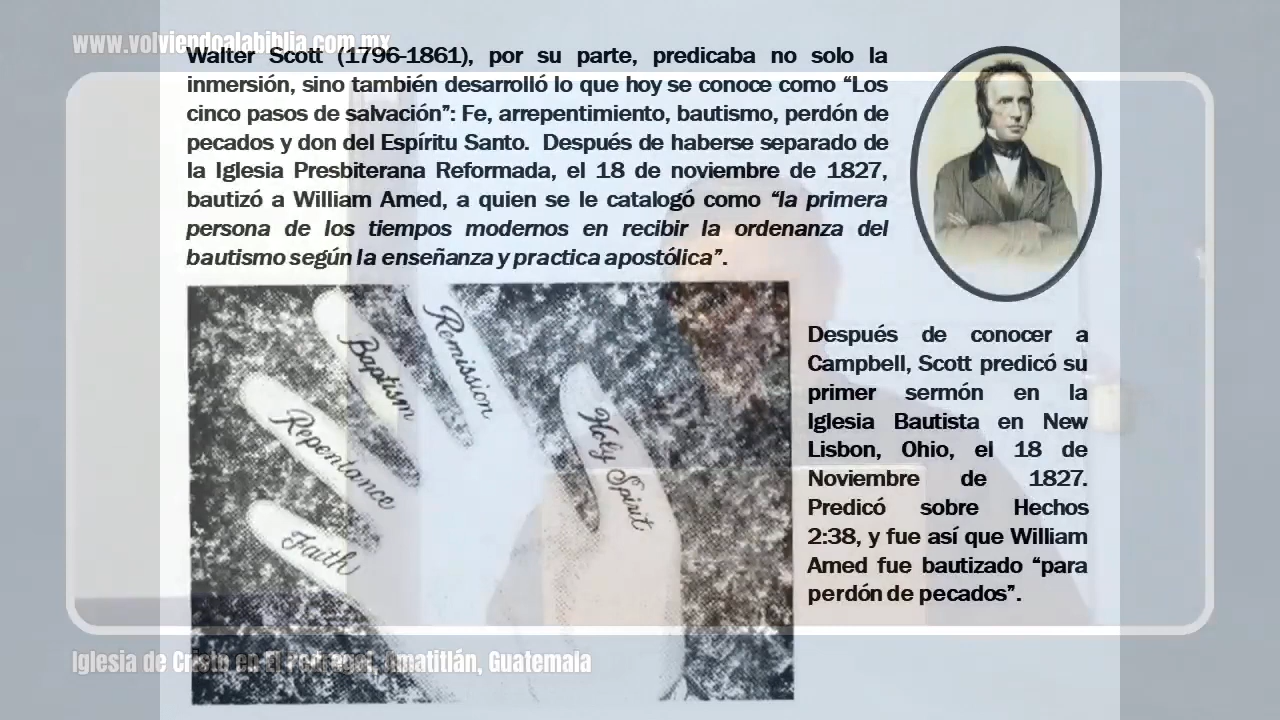 www.volviendoalabiblia.com.mx
Walter Scott (1796-1861), por su parte, predicaba no solo la
inmersión, sino también desarrolló lo que hoy se conoce como “Los
cinco pasos de salvación”: Fe, arrepentimiento, bautismo, perdón de
pecados y don del Espíritu Santo. Después de haberse separado de
la Iglesia Presbiterana Reformada, el 18 de noviembre de 1827,
bautizó a William Amed, a quien se le catalogó como “la primera
persona de los tiempos modernos en recibir la ordenanza del
bautismo según la enseñanza y practica apostólica”.
Faith
Repentance
Baptism
Remission
Holy Spirit
Después de conocer a
Campbell, Scott predicó su
primer sermón en la
Iglesia Bautista en New
Lisbon, Ohio, el 18 de
Noviembre de 1827.
Predicó sobre Hechos
2:38, y fue así que William
Amed fue bautizado “para
perdón de pecados”.
Iglesia de Cristo en El Pedregal, Amatitlán, Guatemala